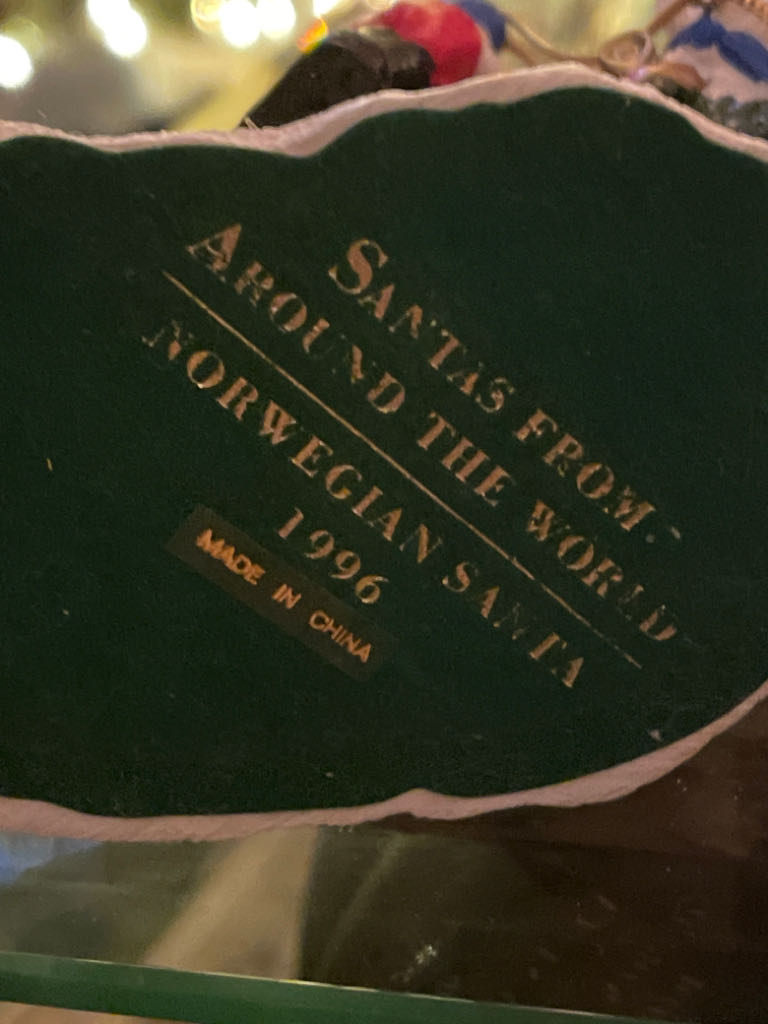 SANTAS FROM
AROUND THE WORLD
NORWEGIAN SANTA
1996
MADE IN CHINA